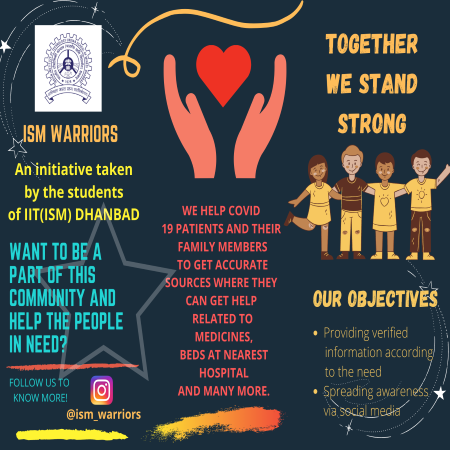 ISM WARRIORS
An initiative taken
by the students
of IIT(ISM) DHANBAD
WANT TO BE A
PART OF THIS
COMMUNITY AND
HELP THE PEOPLE
IN NEED?
FOLLOW US TO
KNOW MORE!
@ism_warriors
WE HELP COVID
19 PATIENTS AND THEIR
FAMILY MEMBERS
TO GET ACCURATE
SOURCES WHERE THEY
CAN GET HELP
RELATED TO
MEDICINES,
BEDS AT NEAREST
HOSPITAL
AND MANY MORE.
TOGETHER
WE STAND
STRONG
OUR OBJECTIVES
• Providing verified
information according
to the need
• Spreading awareness
via social media